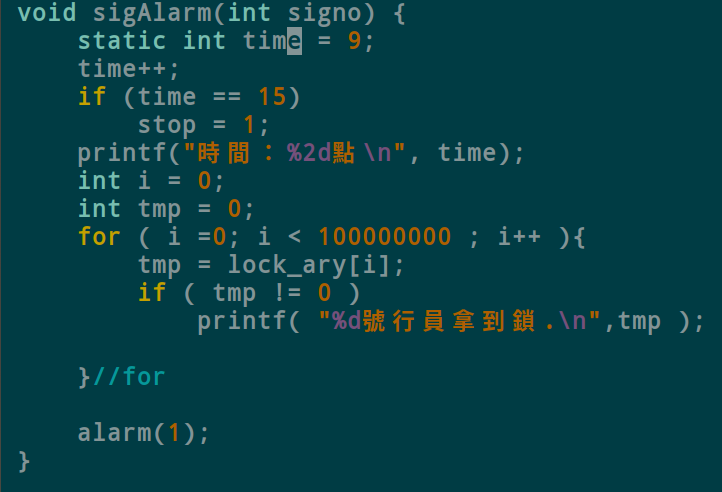 void sigAlarm(int signo) {
    static int time = 9;
    time++;
    if (time == 15)
        stop = 1;
    printf("時間：%2d點\n", time);
    int i = 0;
    int tmp = 0;
    for ( i =0; i < 100000000 ; i++ ){
        tmp = lock_ary[i];
        if ( tmp != 0 )
            printf( "%d號行員拿到鎖.\n",tmp );
    }//for
    alarm(1);
}